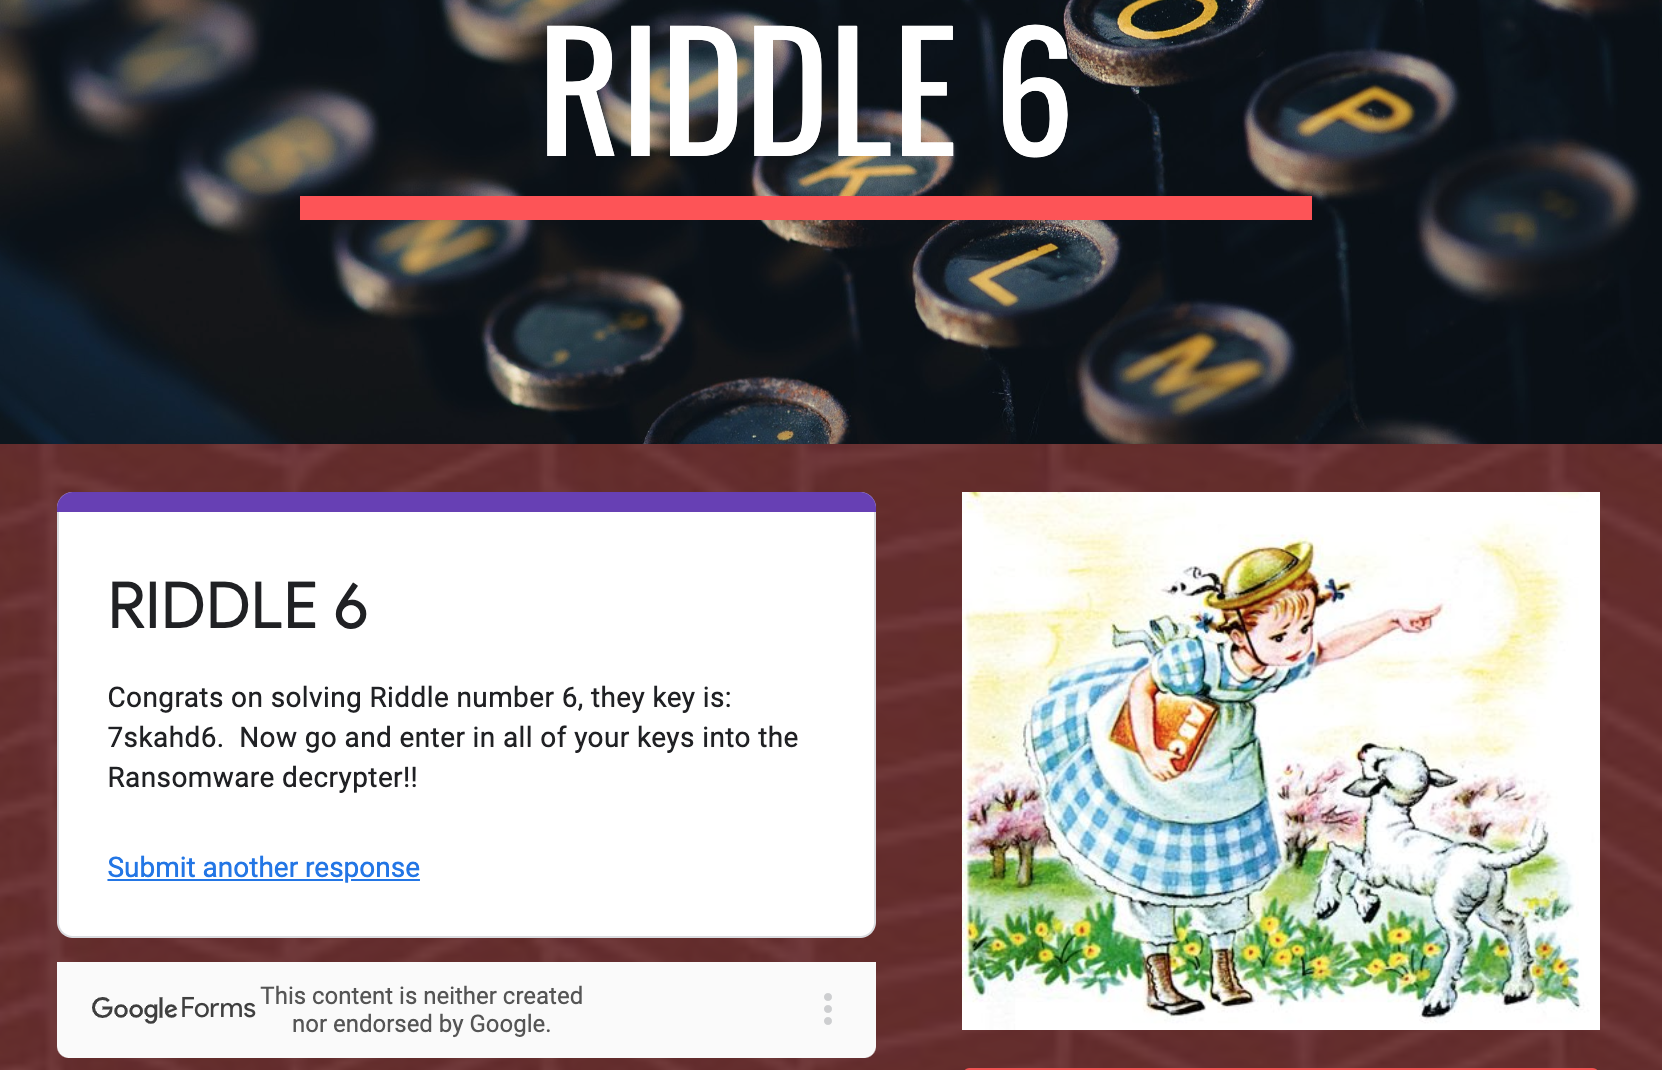 RIDDLE 6
O
P
K
N
L
M
RIDDLE 6
Congrats on solving Riddle number 6, they key is:
7skahd6.  Now go and enter in all of your keys into the
Ransomware decrypter!!
Submit another response
Google Forms This content is neither created
nor endorsed by Google.